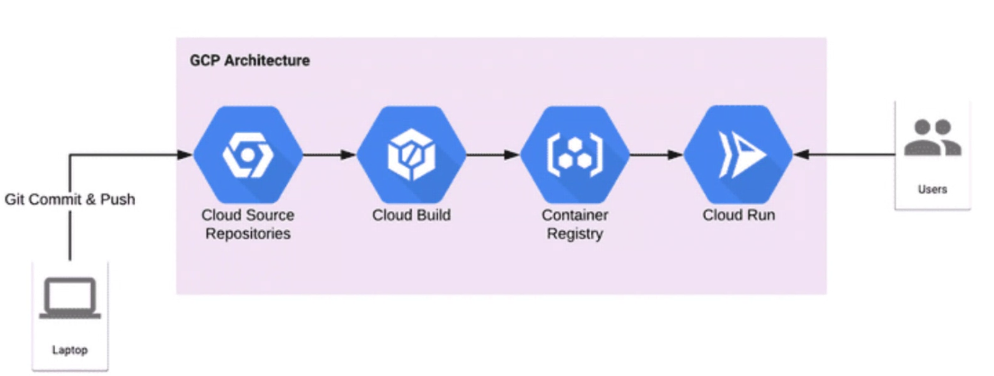 GCP Architecture
Git Commit & Push
Cloud Source
Repositories
Cloud Build
Container
Registry
Cloud Run
Users
Laptop